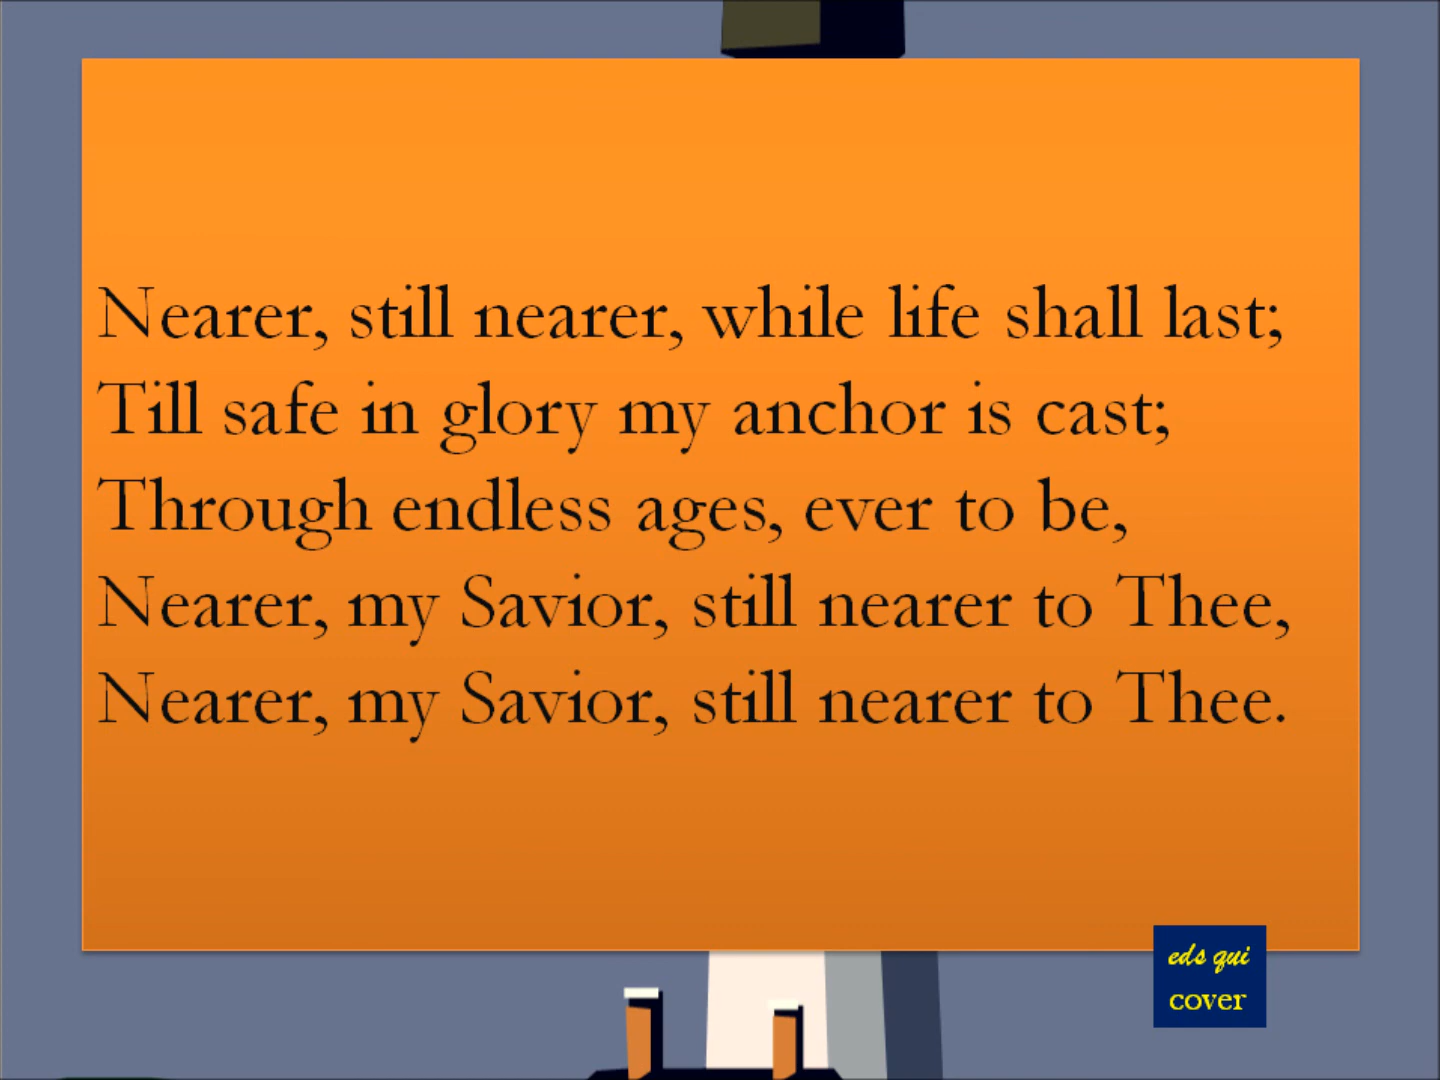 Nearer, still nearer, while life shall last;
Till safe in glory my anchor is cast;
Through endless ages, ever to be,
Nearer, my Savior, still nearer to Thee,
Nearer, my Savior, still nearer to Thee.
eds qui
cover